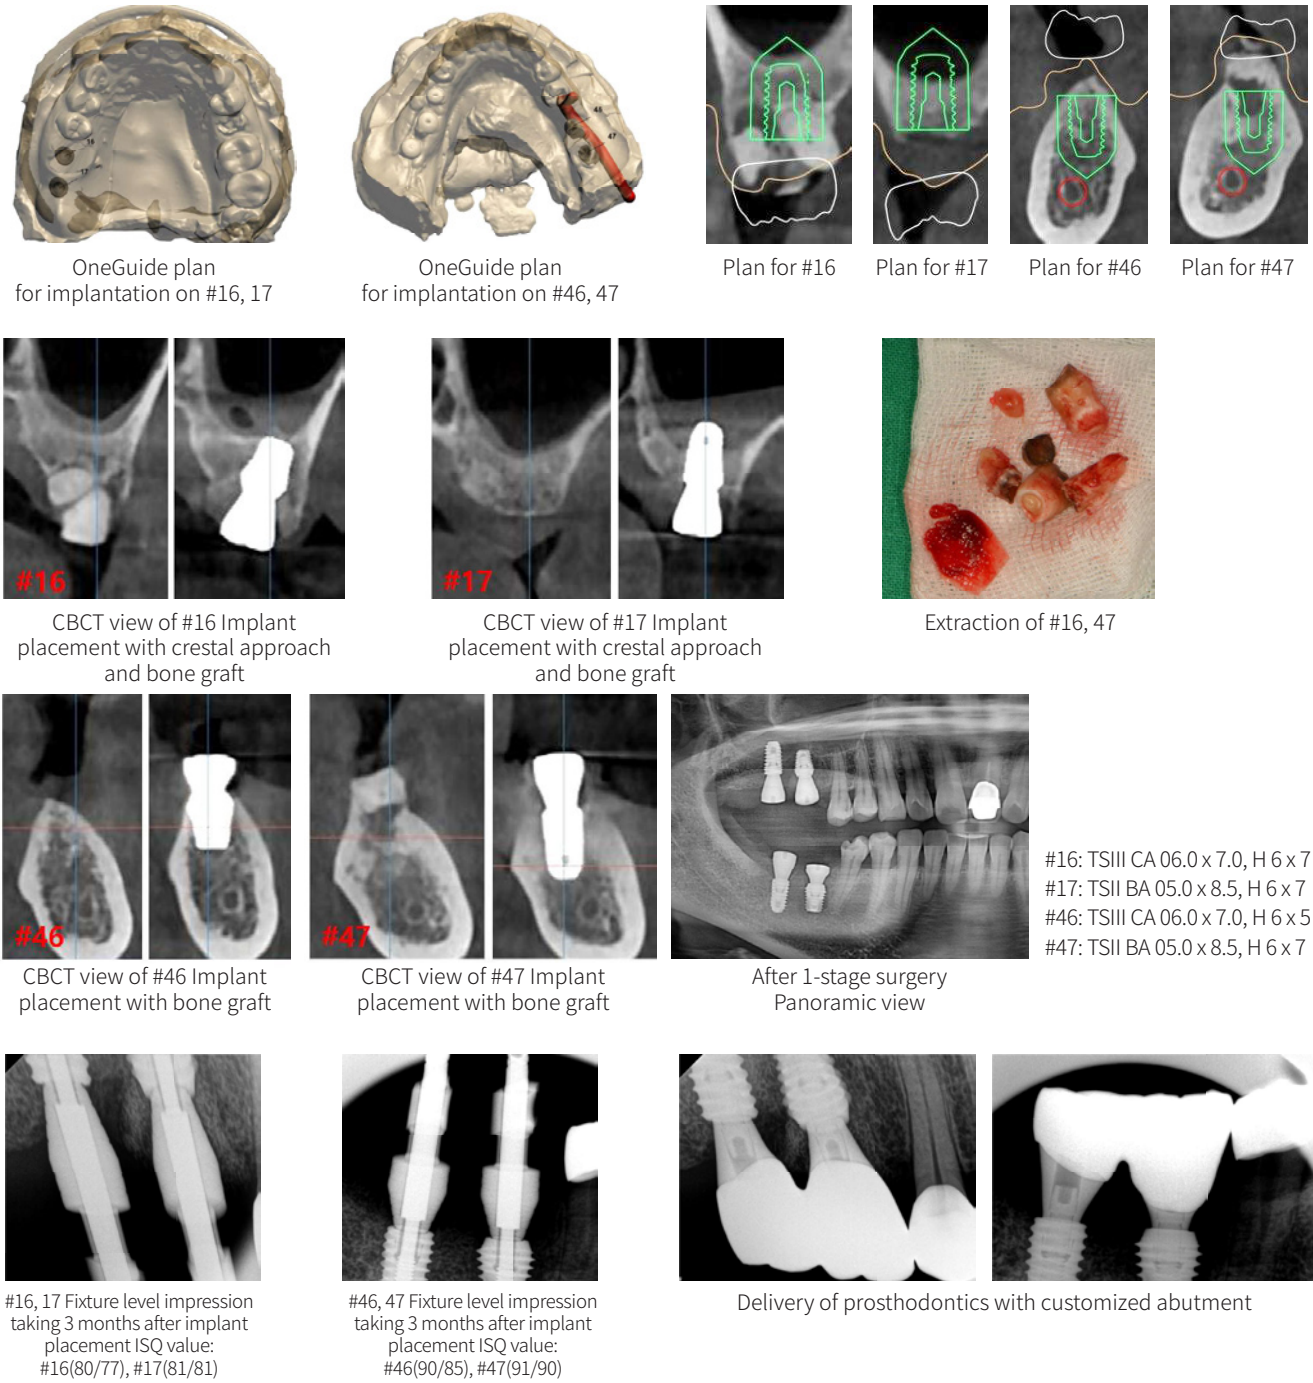 OneGuide plan
for implantation on #16, 17
OneGuide plan
for implantation on #46, 47
Plan for #16
Plan for #17
Plan for #46
Plan for #47
#16
CBCT view of #16 Implant
placement with crestal approach
and bone graft
#17
CBCT view of #17 Implant
placement with crestal approach
and bone graft
Extraction of #16, 47
#46
CBCT view of #46 Implant
placement with bone graft
#47
CBCT view of #47 Implant
placement with bone graft
After 1-stage surgery
Panoramic view
#16: TSIII CA 06.0 x 7.0, H 6 x 7
#17: TSII BA 05.0 x 8.5, H 6 x 7
#46: TSIII CA 06.0 x 7.0, H 6 x 5
#47: TSII BA 05.0 x 8.5, H 6 x 7
#16, 17 Fixture level impression
taking 3 months after implant
placement ISQ value:
#16(80/77), #17(81/81)
#46, 47 Fixture level impression
taking 3 months after implant
placement ISQ value:
#46(90/85), #47(91/90)
Delivery of prosthodontics with customized abutment